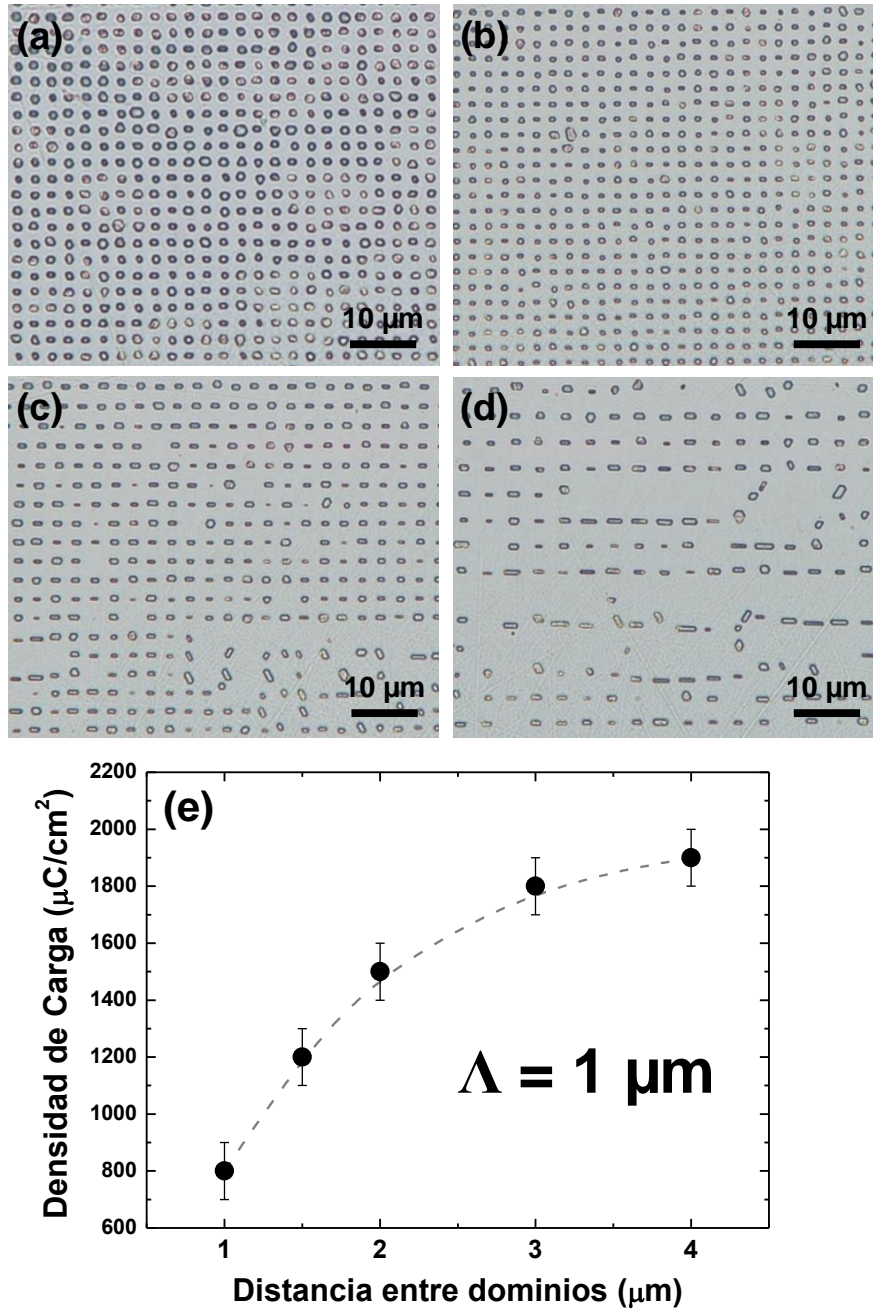 (a)
10 µm
(b)
10 µm
(c)
10 µm
(d)
10 µm
(e)
Densidad de Carga (µC/cm²)
2200
2000
1800
1600
1400
1200
1000
800
600
Λ = 1 µm
1 2 3 4
Distancia entre dominios (µm)